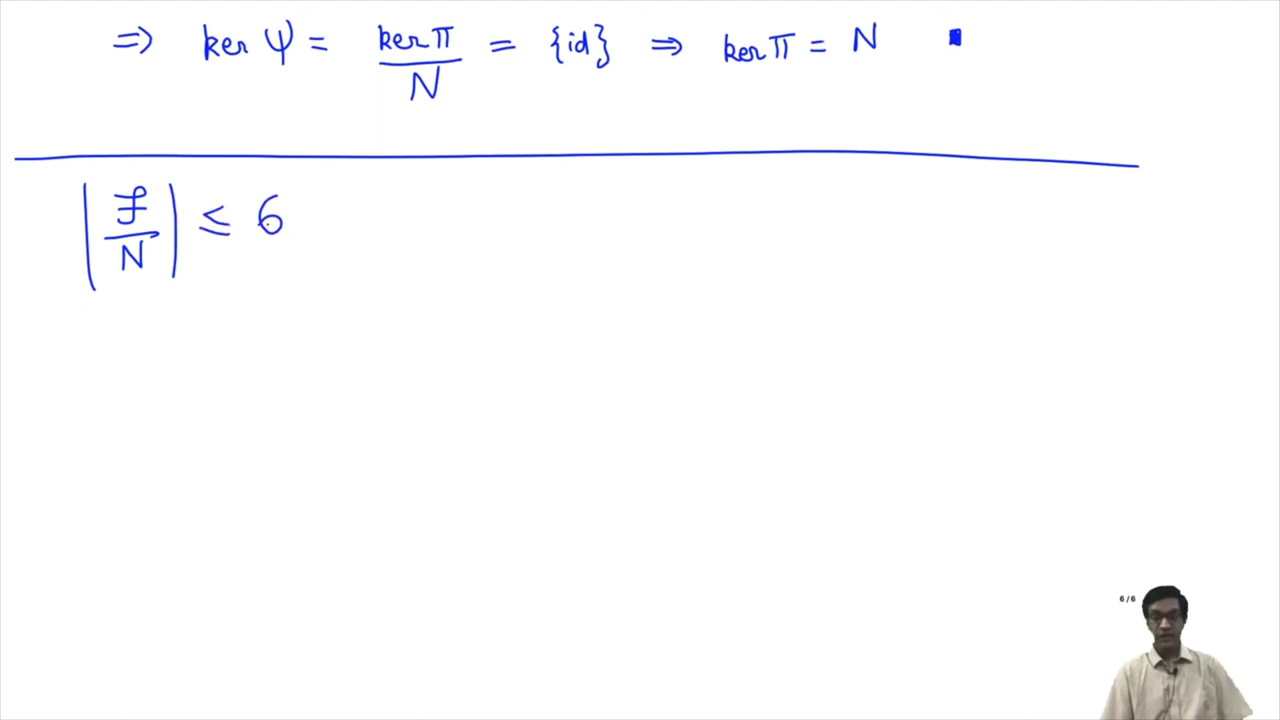 ⇒ ker ψ = ker π / N = {id} ⇒ ker π = N ■
| F / N | ≤ 6
6 / 6